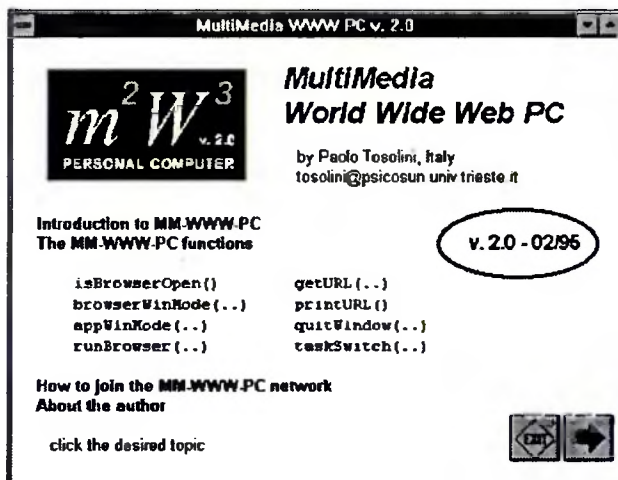 MultiMedia WWW PC v. 2.0
m2W3
v. 2.0
PERSONAL COMPUTER
MultiMedia
World Wide Web PC
by Paolo Tosolini, Italy
tosolini@psicosun univ trieste it
Introduction to MM-WWW-PC
The MM-WWW-PC functions
v. 2.0 - 02/95
isBrowserOpen() getURL(..)
browserWinMode(..) printURL()
appWinMode(..) quitWindow(..)
runBrowser(..) taskSwitch(..)
How to join the MM-WWW-PC network
About the author
click the desired topic
EXIT